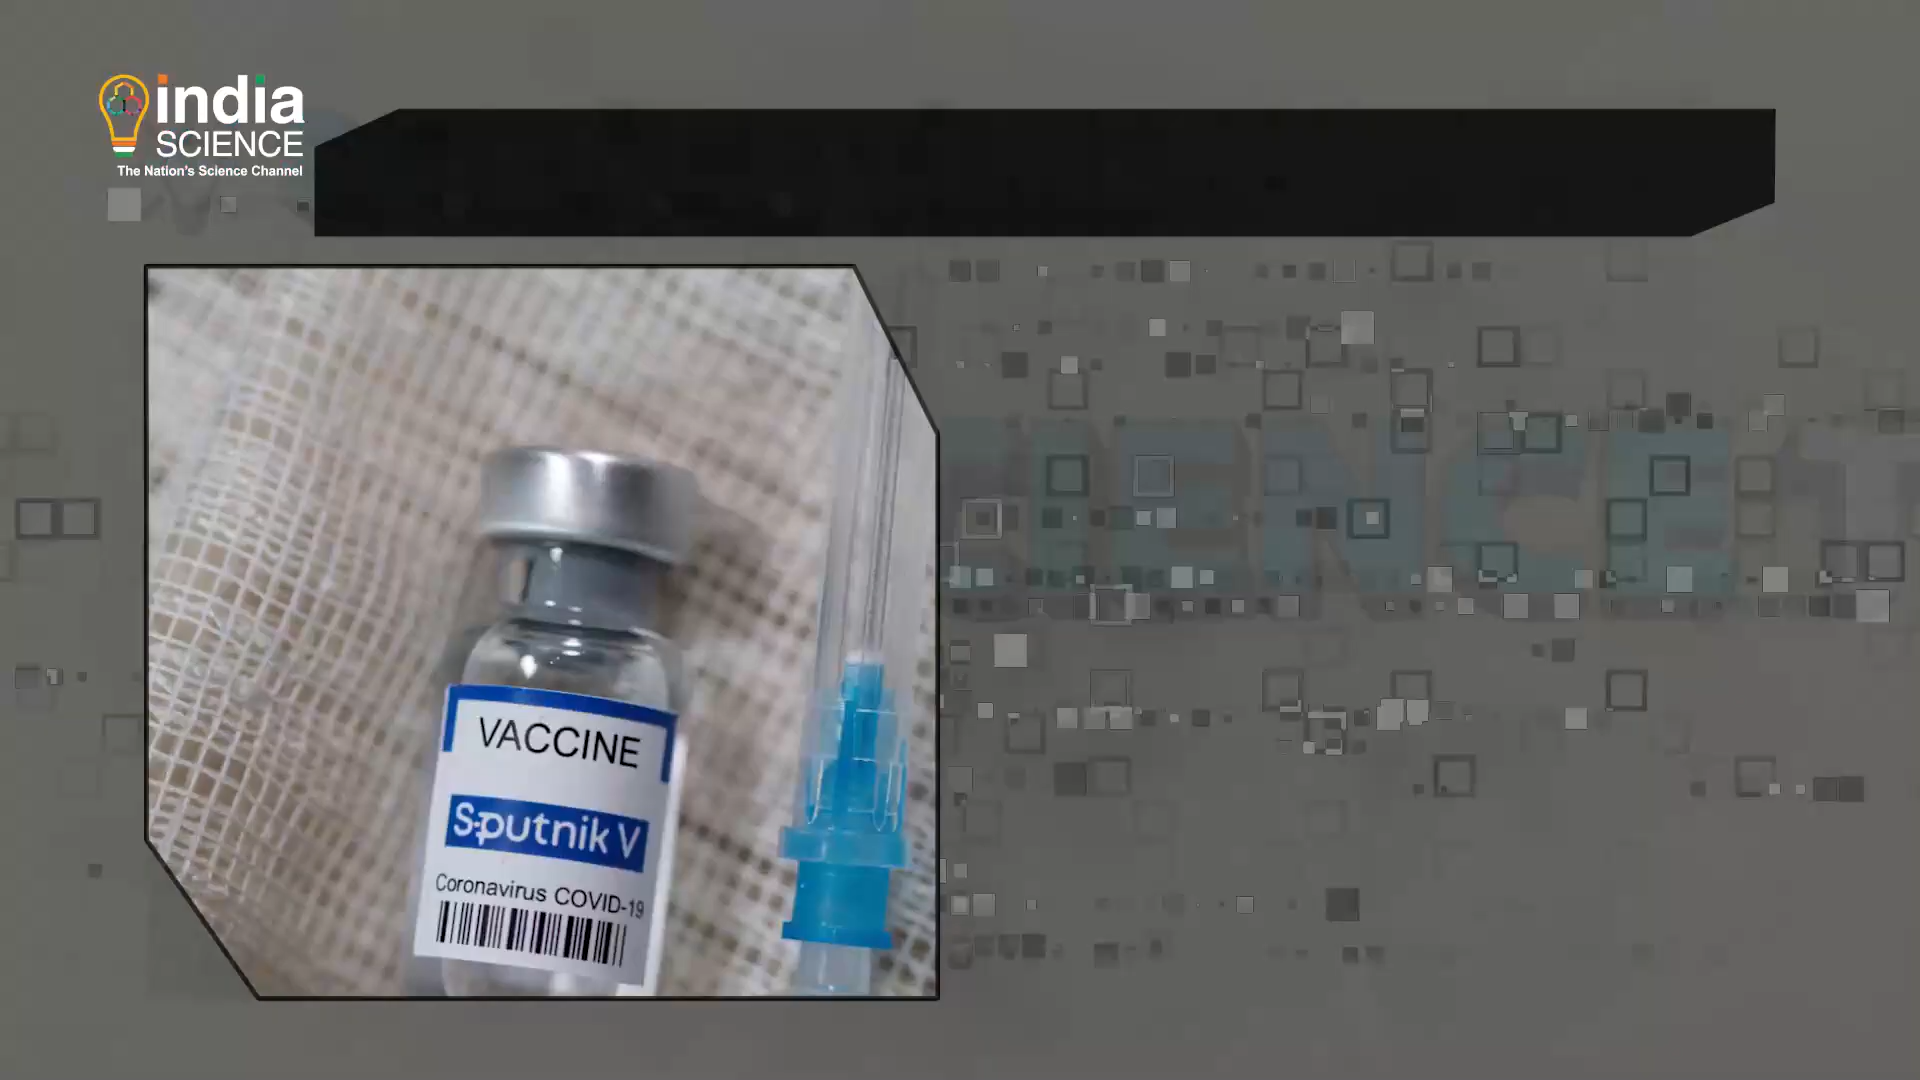 india
SCIENCE
The Nation's Science Channel
VACCINE
Sputnik V
Coronavirus COVID-19